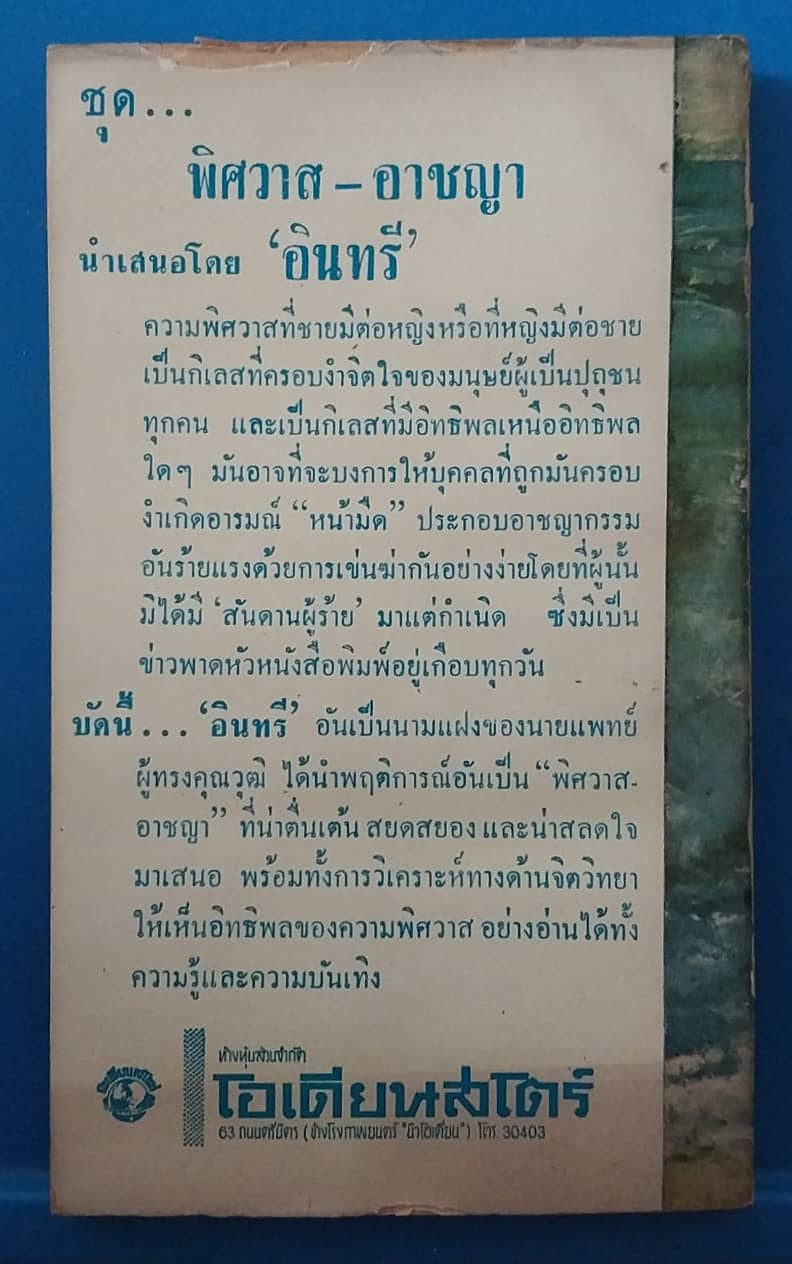 ชุด...
พิศวาส – อาชญา
นำเสนอโดย ‘อินทรี’
ความพิศวาสที่ชายมีต่อหญิงหรือที่หญิงมีต่อชาย
เป็นกิเลสที่ครอบงำจิตใจของมนุษย์ผู้เป็นปุถุชน
ทุกคน และเป็นกิเลสที่มีอิทธิพลเหนืออิทธิพล
ใดๆ มันอาจที่จะบงการให้บุคคลที่ถูกมันครอบ
งำเกิดอารมณ์ “หน้ามืด” ประกอบอาชญากรรม
อันร้ายแรงด้วยการเข่นฆ่ากันอย่างง่ายโดยที่ผู้นั้น
มิได้มี ‘สันดานผู้ร้าย’ มาแต่กำเนิด ซึ่งมีเป็น
ข่าวพาดหัวหนังสือพิมพ์อยู่เกือบทุกวัน
บัดนี้... ‘อินทรี’ อันเป็นนามแฝงของนายแพทย์
ผู้ทรงคุณวุฒิ ได้นำพฤติการณ์อันเป็น “พิศวาส-
อาชญา” ที่น่าตื่นเต้น สยดสยอง และน่าสลดใจ
มาเสนอ พร้อมทั้งการวิเคราะห์ทางด้านจิตวิทยา
ให้เห็นอิทธิพลของความพิศวาส อย่างอ่านได้ทั้ง
ความรู้และความบันเทิง
ห้างหุ้นส่วนจำกัด
โอเดียนสโตร์
63 ถนนตรีมิตร (ข้างโรงภาพยนตร์ "นิวโอเดียน") โทร. 30403